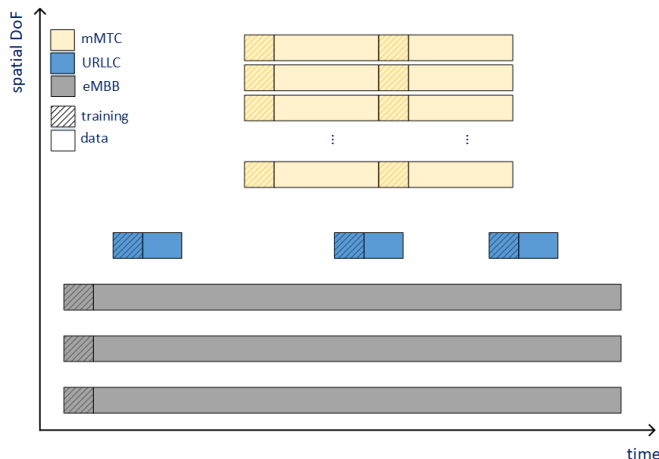 spatial DoF
mMTC
URLLC
eMBB
training
data
...
...
time